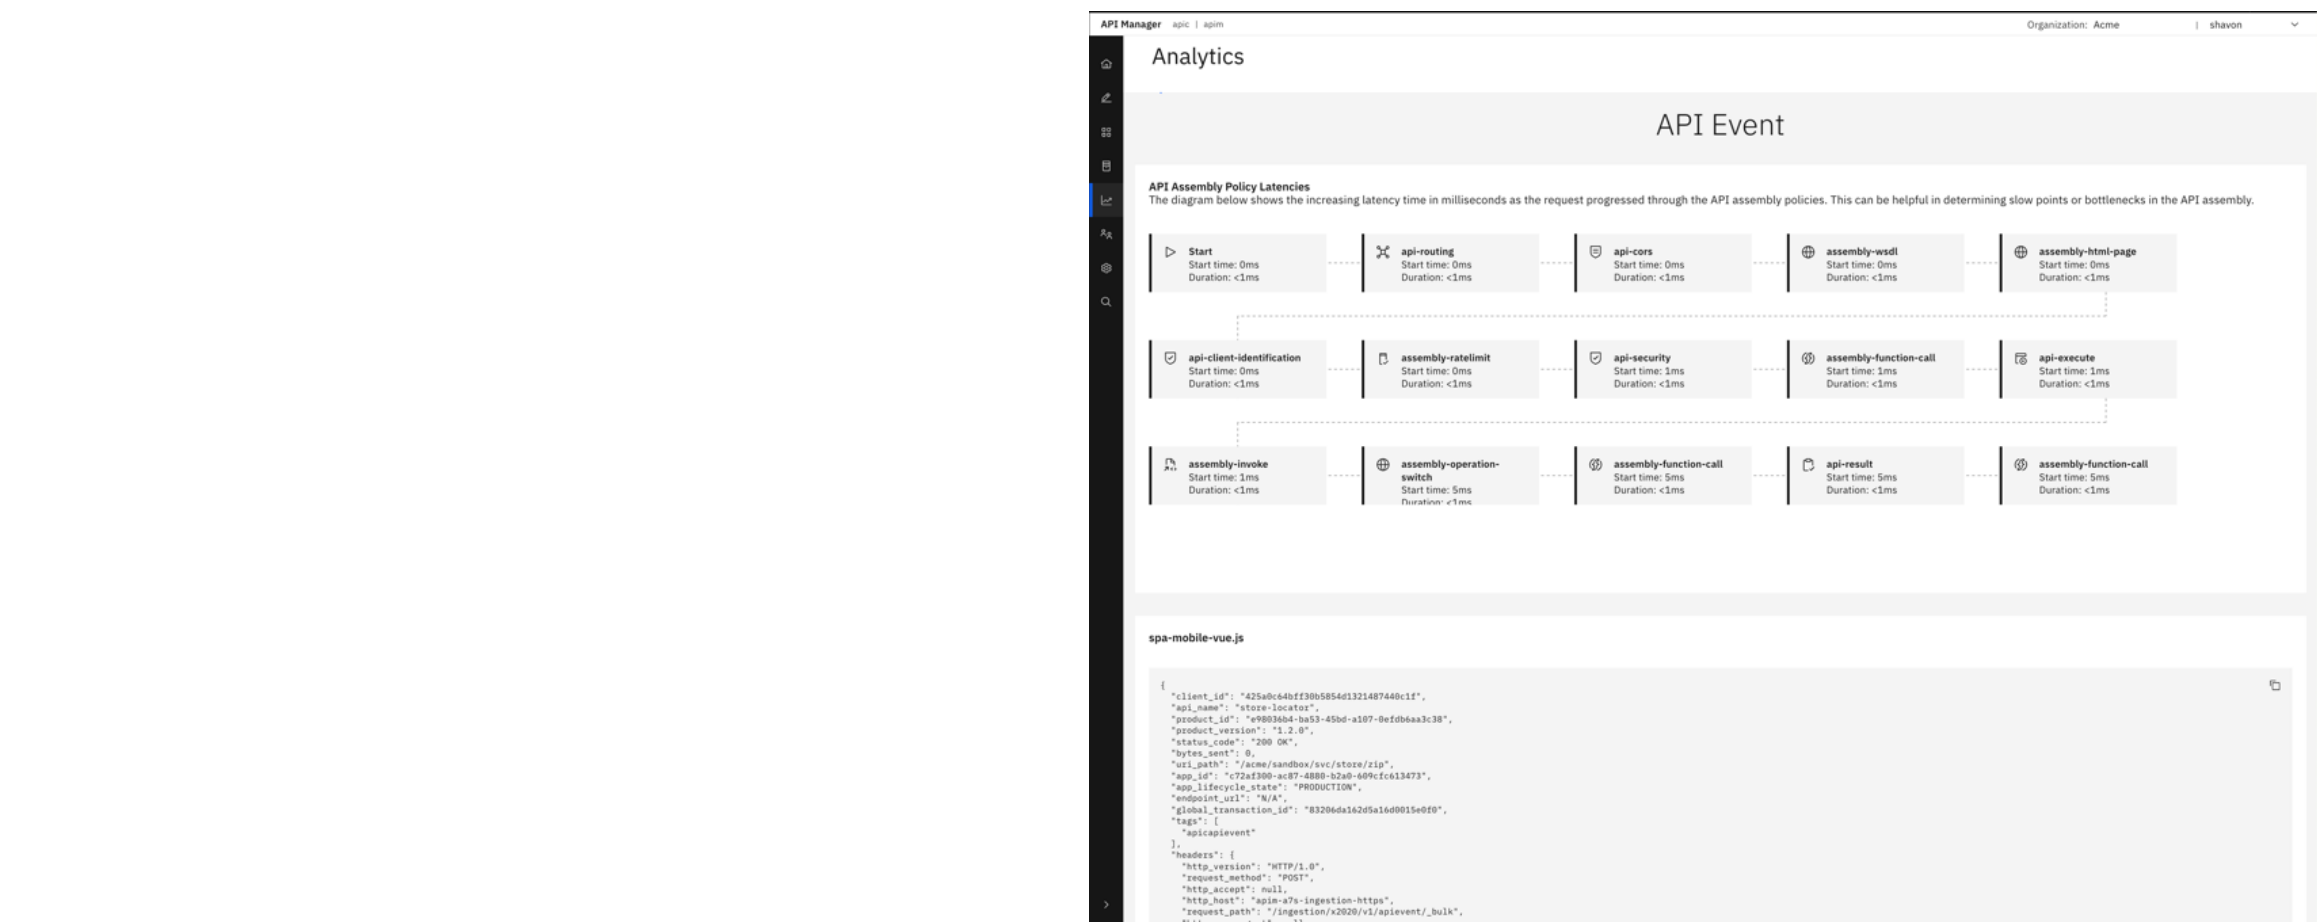 API Manager apic | apim Organization: Acme | shavon
Analytics
API Event
API Assembly Policy Latencies
The diagram below shows the increasing latency time in milliseconds as the request progressed through the API assembly policies. This can be helpful in determining slow points or bottlenecks in the API assembly.
Start
Start time: 0ms
Duration: <1ms
api-routing
Start time: 0ms
Duration: <1ms
api-cors
Start time: 0ms
Duration: <1ms
assembly-wsdl
Start time: 0ms
Duration: <1ms
assembly-html-page
Start time: 0ms
Duration: <1ms
api-client-identification
Start time: 0ms
Duration: <1ms
assembly-ratelimit
Start time: 0ms
Duration: <1ms
api-security
Start time: 1ms
Duration: <1ms
assembly-function-call
Start time: 1ms
Duration: <1ms
api-execute
Start time: 1ms
Duration: <1ms
assembly-invoke
Start time: 1ms
Duration: <1ms
assembly-operation-
switch
Start time: 5ms
Duration: <1ms
assembly-function-call
Start time: 5ms
Duration: <1ms
api-result
Start time: 5ms
Duration: <1ms
assembly-function-call
Start time: 5ms
Duration: <1ms
spa-mobile-vue.js
{
"client_id": "425a0c64bff30b5854d1321487440c1f",
"api_name": "store-locator",
"product_id": "e98036b4-ba53-45bd-a107-0efdb6aa3c38",
"product_version": "1.2.0",
"status_code": "200 OK",
"bytes_sent": 0,
"uri_path": "/acme/sandbox/svc/store/zip",
"app_id": "c72af300-ac87-4880-b2a0-609cfc613473",
"app_lifecycle_state": "PRODUCTION",
"endpoint_url": "N/A",
"global_transaction_id": "83206da162d5a16d0015e0f0",
"tags": [
"apicapievent"
],
"headers": {
"http_version": "HTTP/1.0",
"request_method": "POST",
"http_accept": null,
"http_host": "apim-a7s-ingestion-https",
"request_path": "/ingestion/x2020/v1/apievent/_bulk",